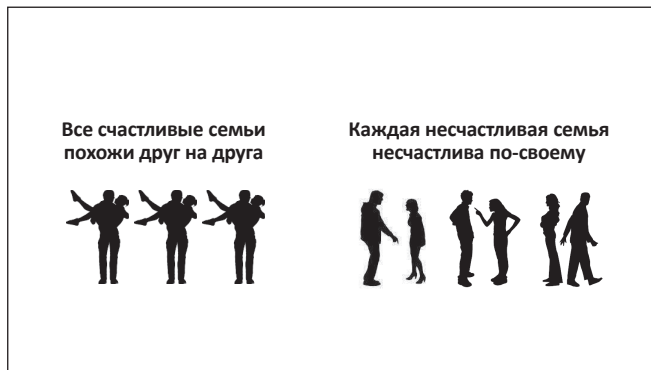 Все счастливые семьи
похожи друг на друга
Каждая несчастливая семья
несчастлива по-своему